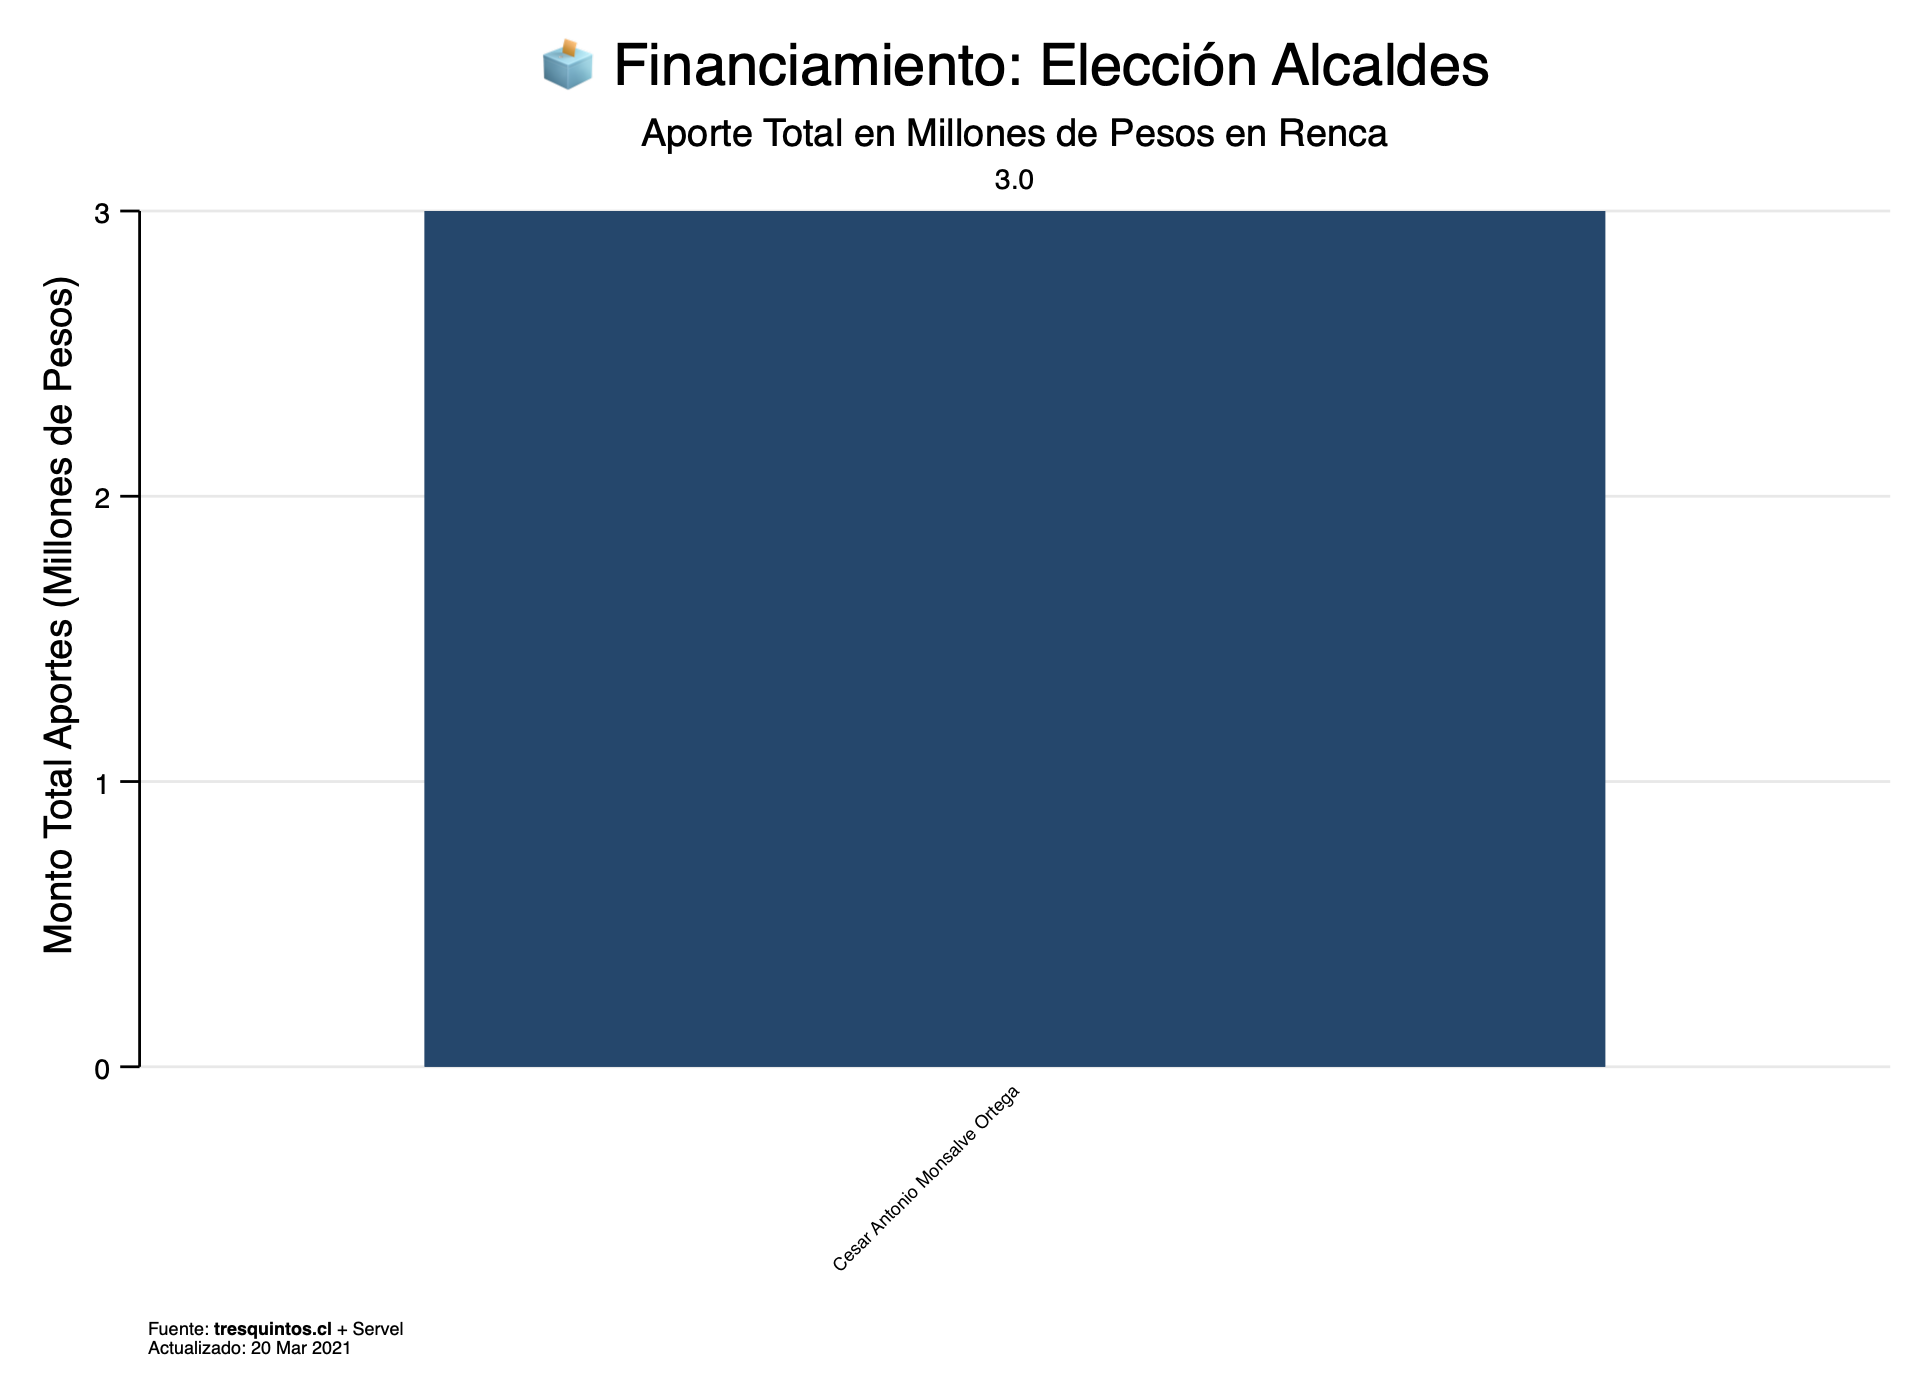 Financiamiento: Elección Alcaldes
Aporte Total en Millones de Pesos en Renca
3.0
Monto Total Aportes (Millones de Pesos)
3
2
1
0
Cesar Antonio Monsalve Ortega
Fuente: tresquintos.cl + Servel
Actualizado: 20 Mar 2021